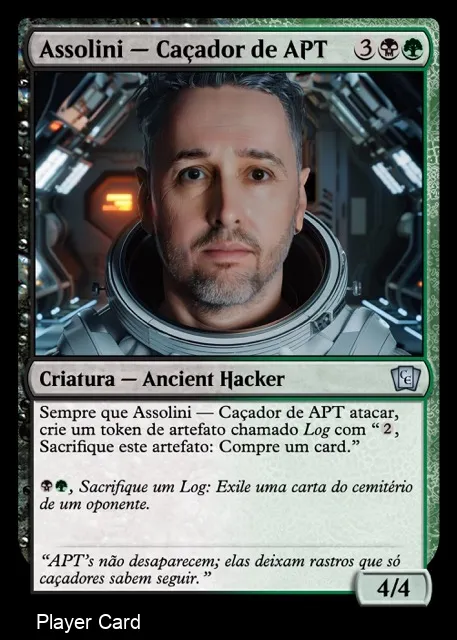 Assolini — Caçador de APT 3
Criatura — Ancient Hacker
Sempre que Assolini — Caçador de APT atacar,
crie um token de artefato chamado Log com “2,
Sacrifique este artefato: Compre um card.”
, Sacrifique um Log: Exile uma carta do cemitério
de um oponente.
“APT's não desaparecem; elas deixam rastros que só
caçadores sabem seguir.”
4/4
Player Card